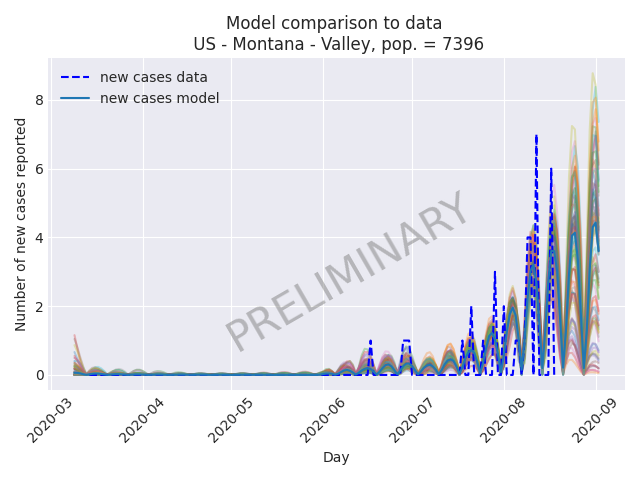 Model comparison to data
US - Montana - Valley, pop. = 7396
new cases data
new cases model
Number of new cases reported
8
6
4
2
0
PRELIMINARY
2020-03
2020-04
2020-05
2020-06
2020-07
2020-08
2020-09
Day